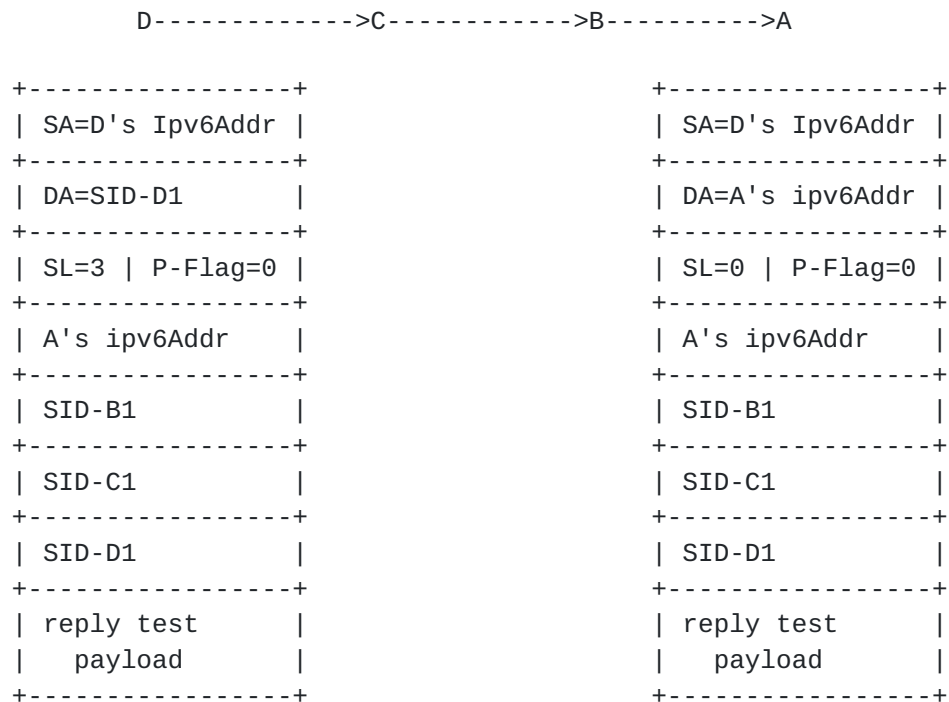 D------------->C------------>B---------->A
+-----------------+ +-----------------+
| SA=D's Ipv6Addr | | SA=D's Ipv6Addr |
+-----------------+ +-----------------+
| DA=SID-D1 | | DA=A's ipv6Addr |
+-----------------+ +-----------------+
| SL=3 | P-Flag=0 | | SL=0 | P-Flag=0 |
+-----------------+ +-----------------+
| A's ipv6Addr | | A's ipv6Addr |
+-----------------+ +-----------------+
| SID-B1 | | SID-B1 |
+-----------------+ +-----------------+
| SID-C1 | | SID-C1 |
+-----------------+ +-----------------+
| SID-D1 | | SID-D1 |
+-----------------+ +-----------------+
| reply test | | reply test |
| payload | | payload |
+-----------------+ +-----------------+